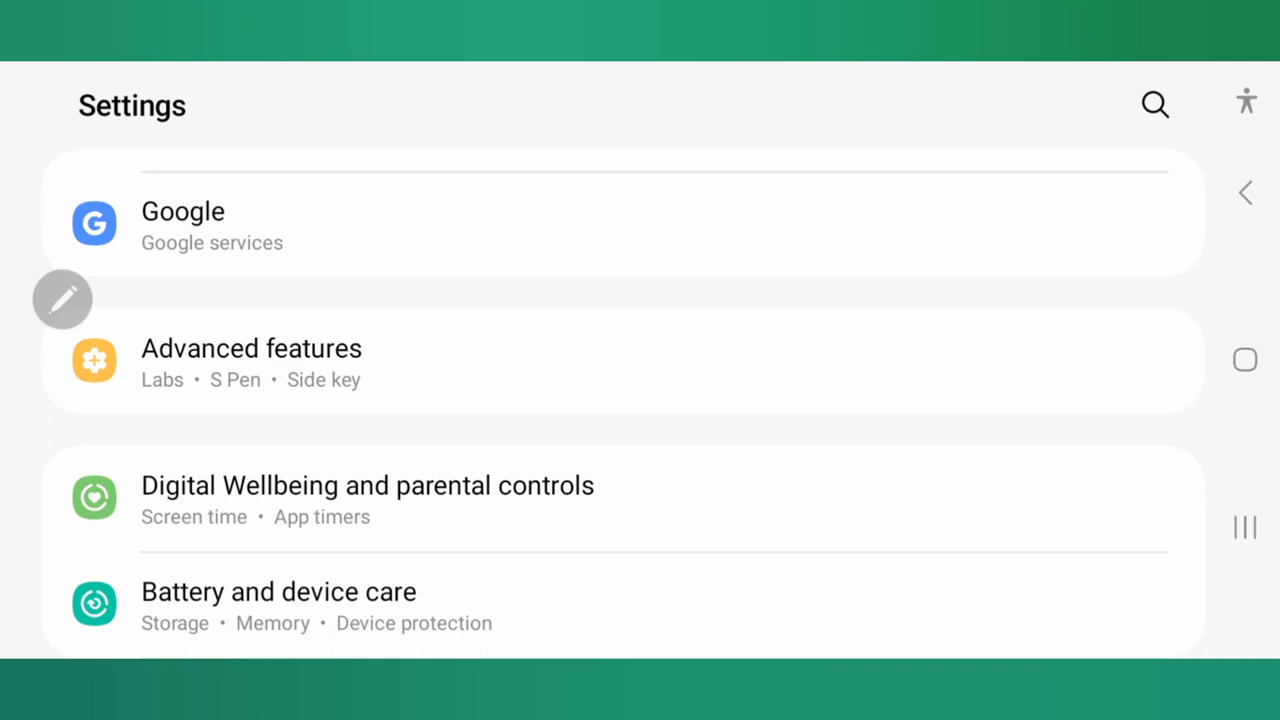 Settings
Google
Google services
Advanced features
Labs • S Pen • Side key
Digital Wellbeing and parental controls
Screen time • App timers
Battery and device care
Storage • Memory • Device protection